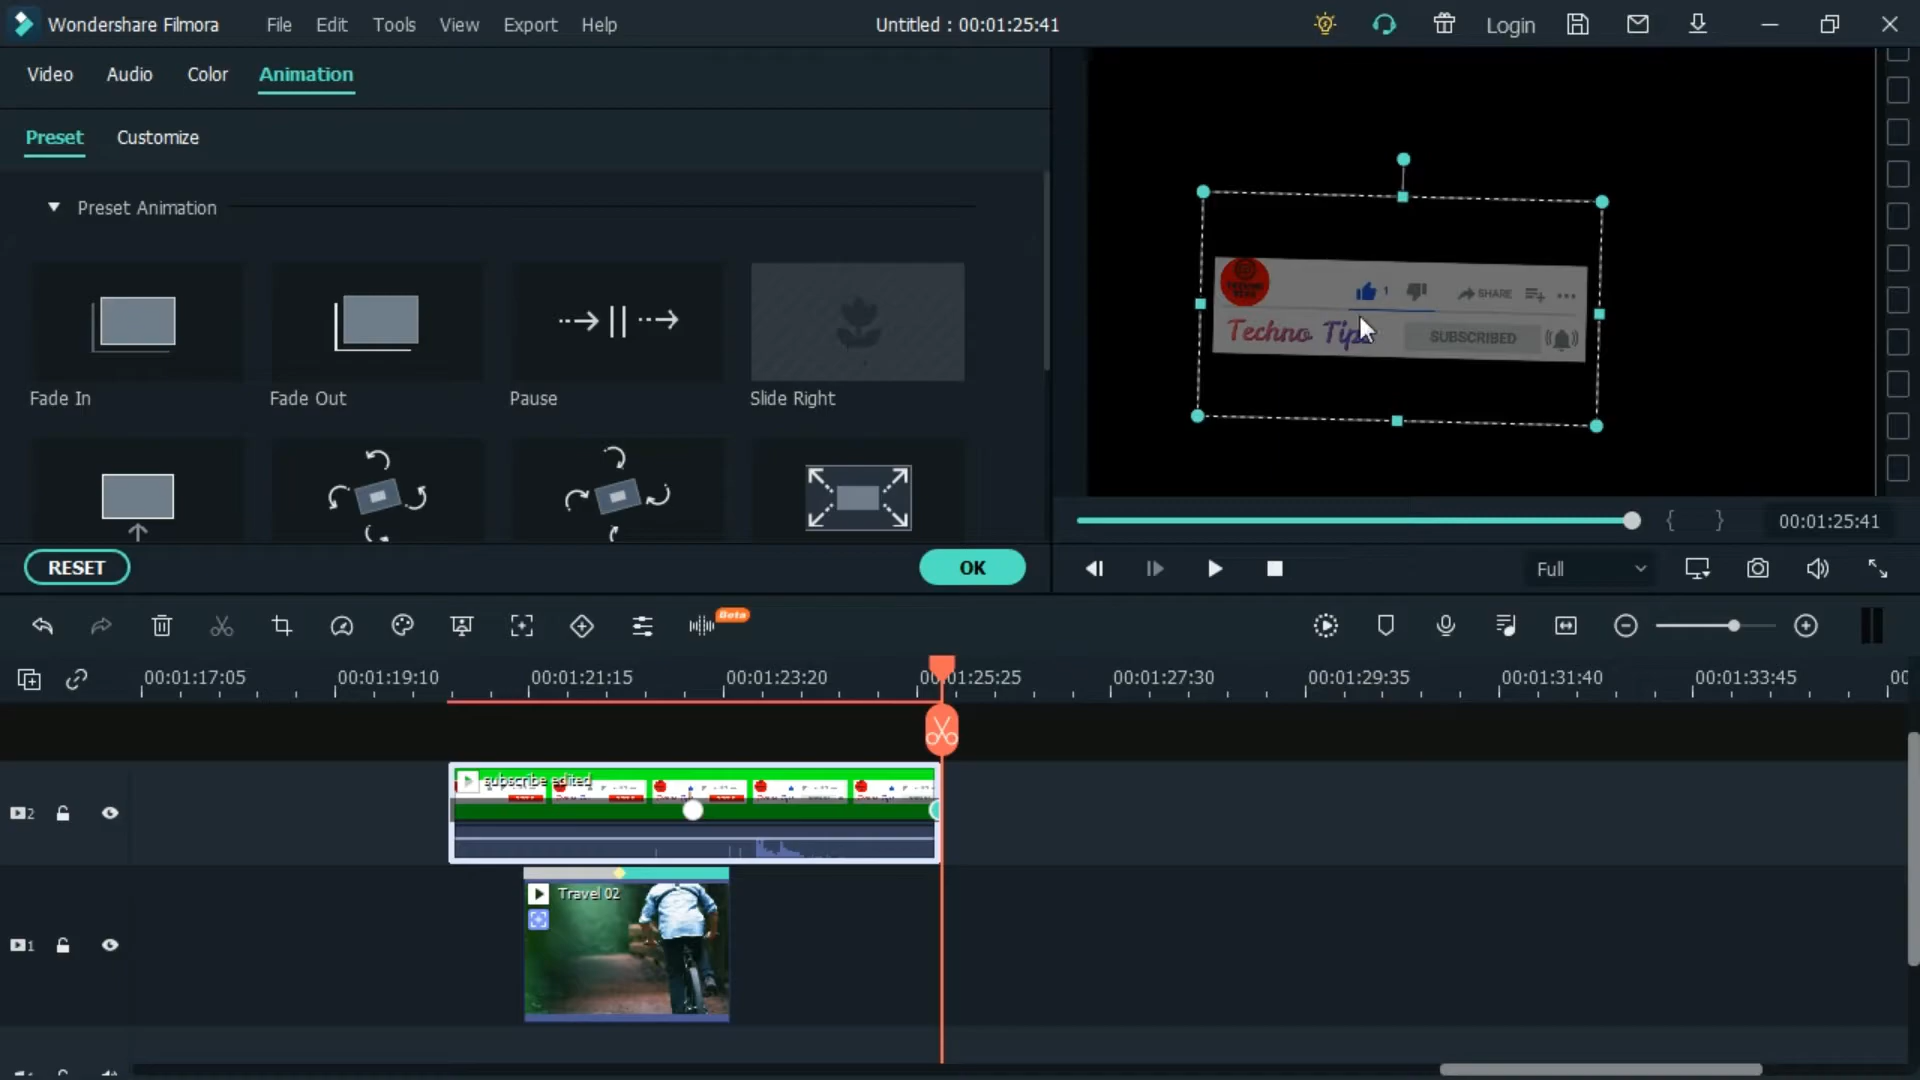 Wondershare Filmora File Edit Tools View Export Help Untitled : 00:01:25:41 Login
Video Audio Color Animation
Preset Customize
Preset Animation
Fade In Fade Out Pause Slide Right
1 SHARE
Techno Tips SUBSCRIBED
RESET OK
00:01:25:41
Full
Beta
00:01:17:05 00:01:19:10 00:01:21:15 00:01:23:20 00:01:25:25 00:01:27:30 00:01:29:35 00:01:31:40 00:01:33:45 00
subscribe edited
2
Travel 02
1